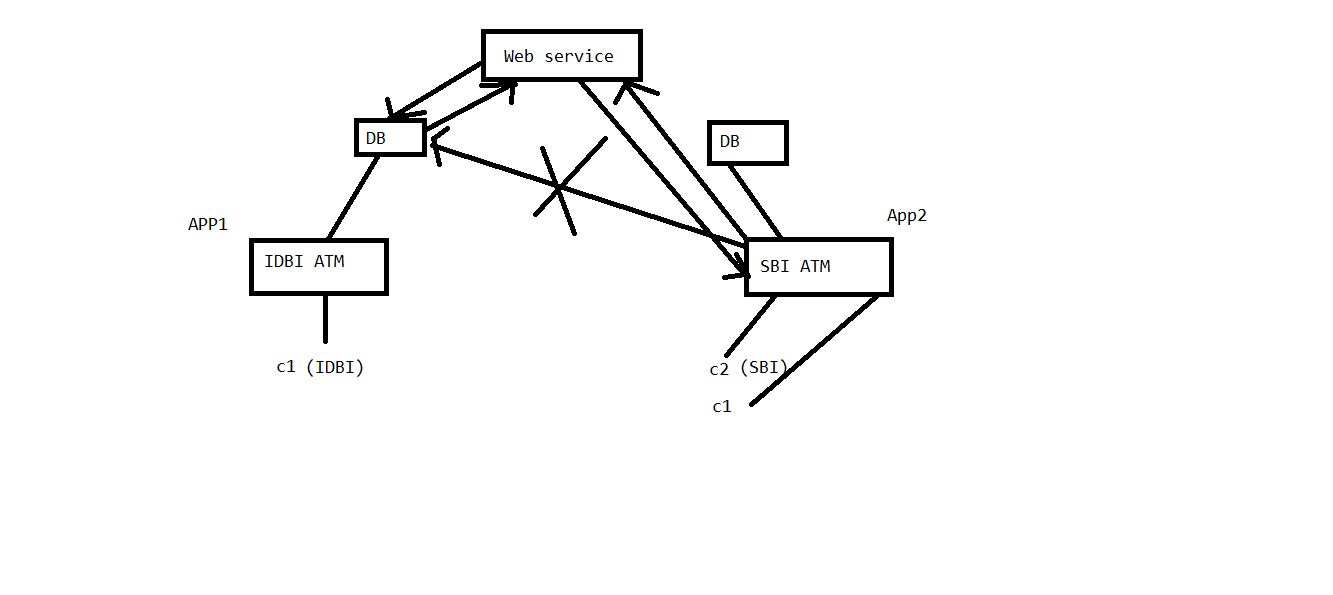 Web service
DB
DB
APP1
App2
IDBI ATM
SBI ATM
c1 (IDBI)
c2 (SBI)
c1